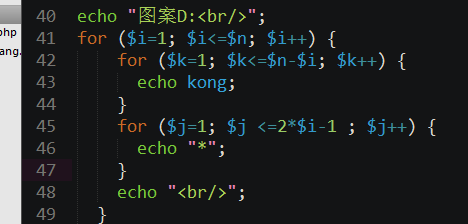 php
ang.
40 echo "图案D:<br/>";
41 for ($i=1; $i<=$n; $i++) {
42 for ($k=1; $k<=$n-$i; $k++) {
43 echo kong;
44 }
45 for ($j=1; $j <=2*$i-1 ; $j++) {
46 echo "*";
47 }
48 echo "<br/>";
49 }